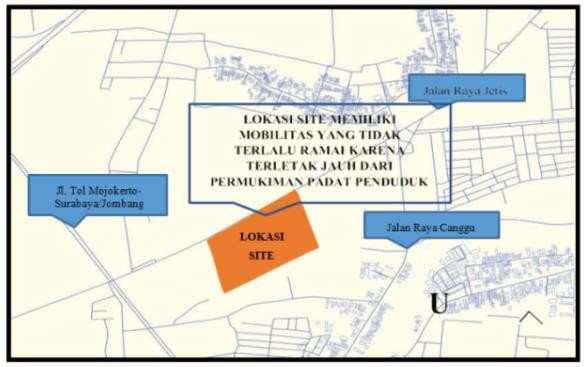 Jalan Raya Jetis
LOKASI SITE MEMILIKI
MOBILITAS YANG TIDAK
TERLALU RAMAI KARENA
TERLETAK JAUH DARI
PERMUKIMAN PADAT PENDUDUK
Jl. Tol Mojokerto-
Surabaya/Jombang
LOKASI
SITE
Jalan Raya Canggu
U